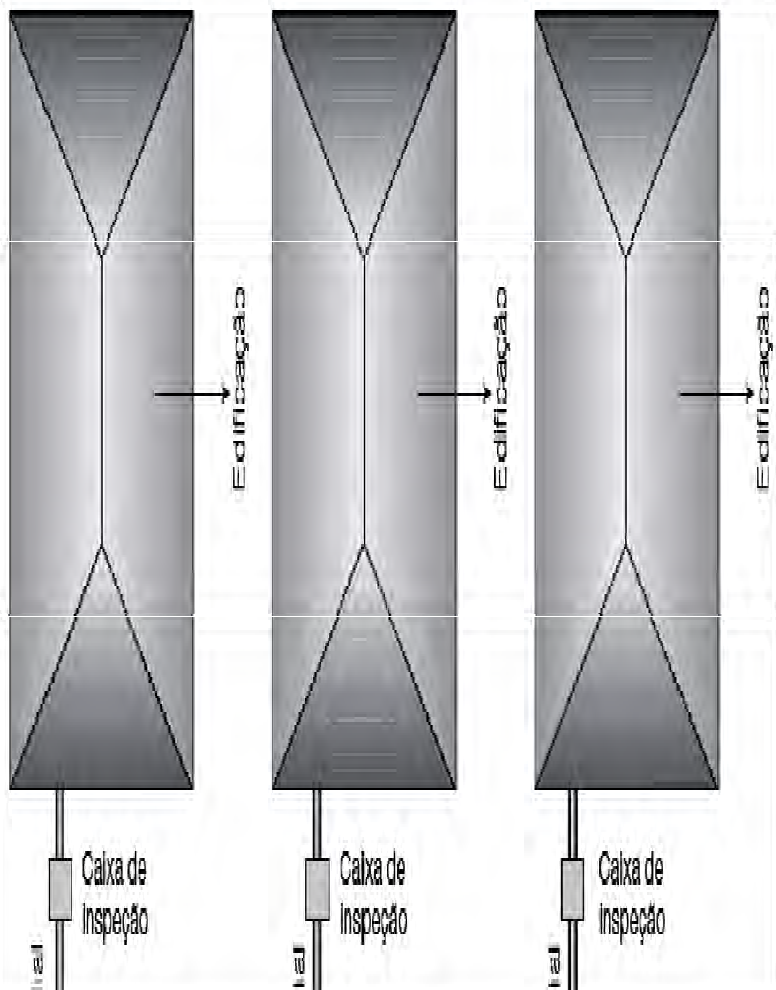 Edificação
Edificação
Edificação
Caixa de
inspeção
Caixa de
inspeção
Caixa de
inspeção